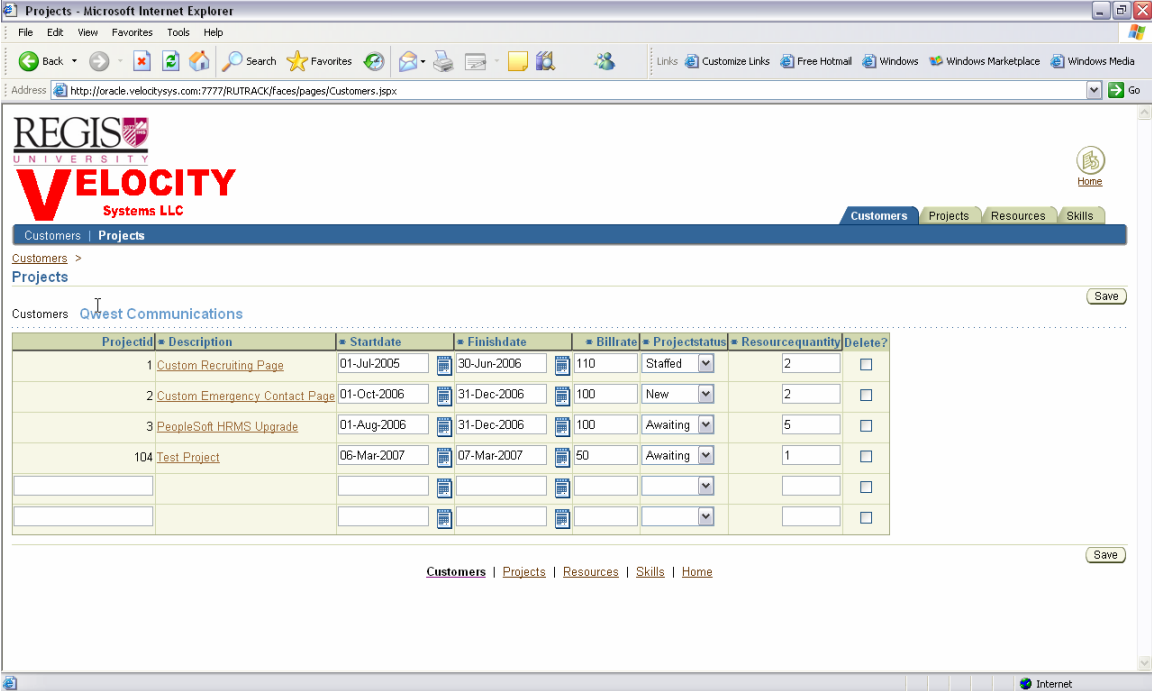 Projects - Microsoft Internet Explorer
File Edit View Favorites Tools Help
Back Search Favorites Links Customize Links Free Hotmail Windows Windows Marketplace Windows Media
Address http://oracle.velocitysys.com:7777/RUTRACK/faces/pages/Customers.jspx Go
REGIS
UNIVERSITY
VELOCITY
Systems LLC
Home
Customers Projects Resources Skills
Customers | Projects
Customers >
Projects
Save
Customers Qwest Communications
Projectid * Description * Startdate * Finishdate * Billrate * Projectstatus * Resourcequantity Delete?
1 Custom Recruiting Page 01-Jul-2005 30-Jun-2006 110 Staffed 2
2 Custom Emergency Contact Page 01-Oct-2006 31-Dec-2006 100 New 2
3 PeopleSoft HRMS Upgrade 01-Aug-2006 31-Dec-2006 100 Awaiting 5
104 Test Project 06-Mar-2007 07-Mar-2007 50 Awaiting 1
Save
Customers | Projects | Resources | Skills | Home
Internet